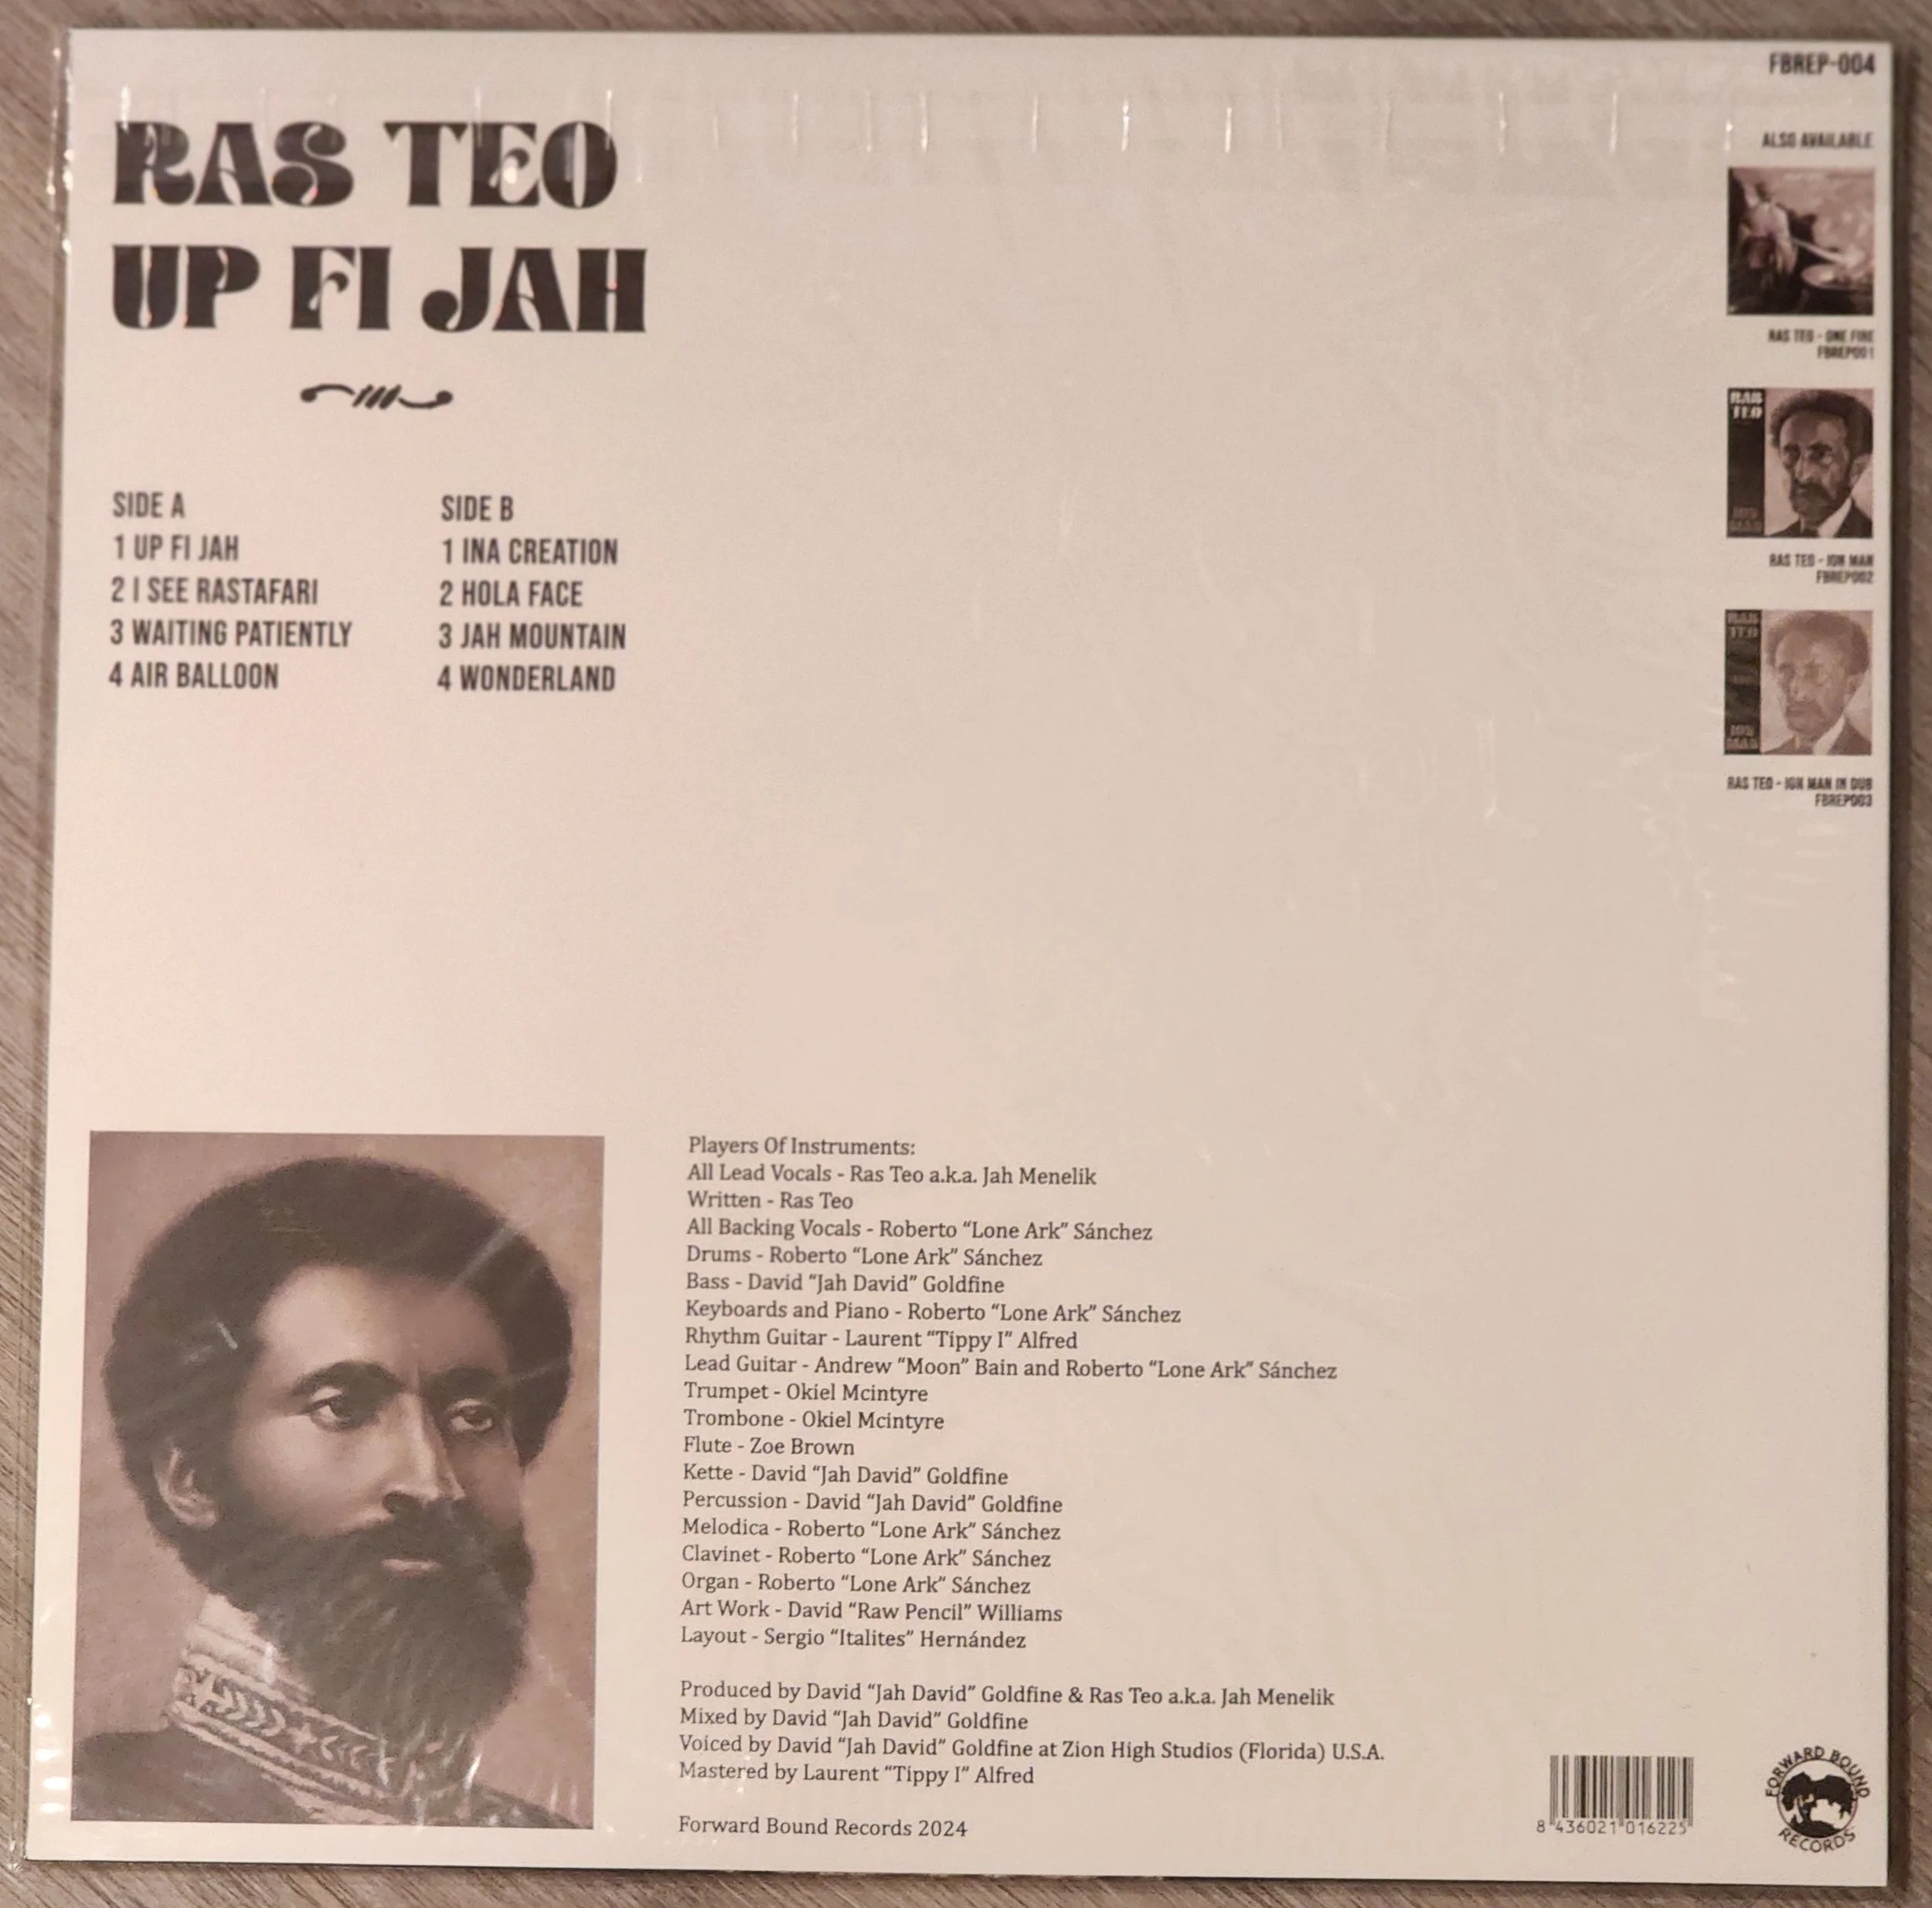 FBREP-004
RAS TEO
UP FI JAH
SIDE A
1 UP FI JAH
2 I SEE RASTAFARI
3 WAITING PATIENTLY
4 AIR BALLOON
SIDE B
1 INA CREATION
2 HOLA FACE
3 JAH MOUNTAIN
4 WONDERLAND
ALSO AVAILABLE
RAS TEO - ONE FIRE
FBREP001
RAS
TEO
RAS TEO - ION MAN
FBREP002
RAS
TEO
ION
MAN
RAS TEO - ION MAN IN DUB
FBREP003
Players Of Instruments:
All Lead Vocals - Ras Teo a.k.a. Jah Menelik
Written - Ras Teo
All Backing Vocals - Roberto “Lone Ark” Sánchez
Drums - Roberto “Lone Ark” Sánchez
Bass - David “Jah David” Goldfine
Keyboards and Piano - Roberto “Lone Ark” Sánchez
Rhythm Guitar - Laurent “Tippy I” Alfred
Lead Guitar - Andrew “Moon” Bain and Roberto “Lone Ark” Sánchez
Trumpet - Okiel Mcintyre
Trombone - Okiel Mcintyre
Flute - Zoe Brown
Kette - David “Jah David” Goldfine
Percussion - David “Jah David” Goldfine
Melodica - Roberto “Lone Ark” Sánchez
Clavinet - Roberto “Lone Ark” Sánchez
Organ - Roberto “Lone Ark” Sánchez
Art Work - David “Raw Pencil” Williams
Layout - Sergio “Italites” Hernández
Produced by David “Jah David” Goldfine & Ras Teo a.k.a. Jah Menelik
Mixed by David “Jah David” Goldfine
Voiced by David “Jah David” Goldfine at Zion High Studios (Florida) U.S.A.
Mastered by Laurent “Tippy I” Alfred
Forward Bound Records 2024
8 436021 016225
FORWARD BOUND
RECORDS